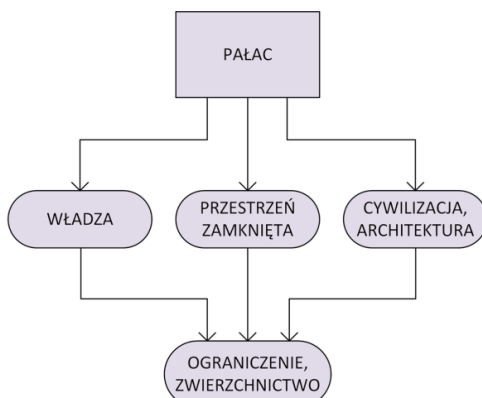 PAŁAC
WŁADZA
PRZESTRZEŃ
ZAMKNIĘTA
CYWILIZACJA,
ARCHITEKTURA
OGRANICZENIE,
ZWIERZCHNICTWO